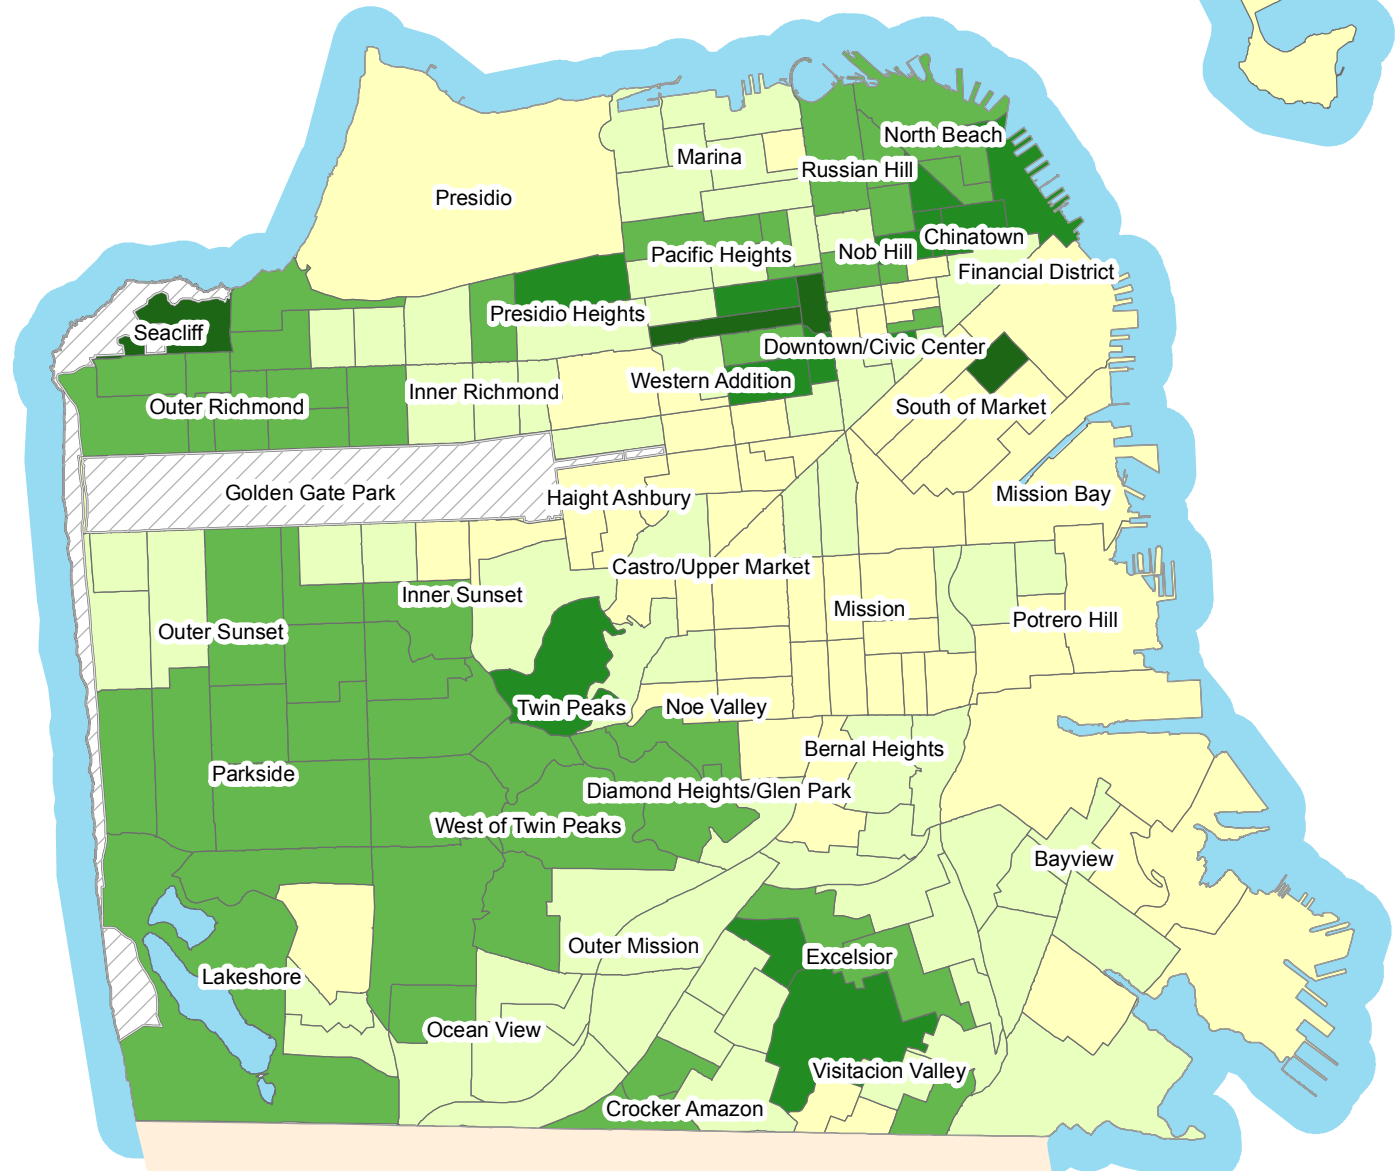 North Beach
Marina
Russian Hill
Presidio
Chinatown
Nob Hill
Pacific Heights
Financial District
Presidio Heights
Seacliff
Downtown/Civic Center
Western Addition
Inner Richmond
Outer Richmond
South of Market
Golden Gate Park
Haight Ashbury
Mission Bay
Castro/Upper Market
Inner Sunset
Mission
Potrero Hill
Outer Sunset
Twin Peaks
Noe Valley
Bernal Heights
Parkside
Diamond Heights/Glen Park
West of Twin Peaks
Bayview
Outer Mission
Excelsior
Lakeshore
Ocean View
Visitacion Valley
Crocker Amazon